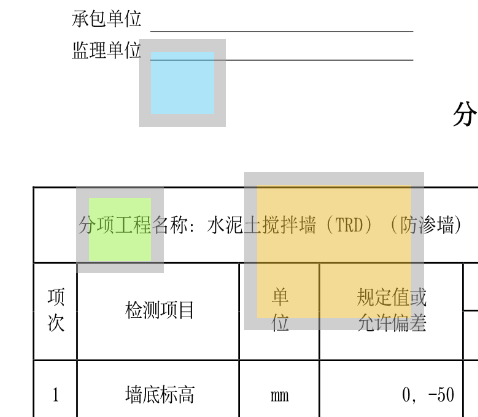 承包单位
监理单位
分
分项工程名称：水泥土搅拌墙（TRD）（防渗墙）
项次
检测项目
单位
规定值或
允许偏差
1
墙底标高
mm
0，-50